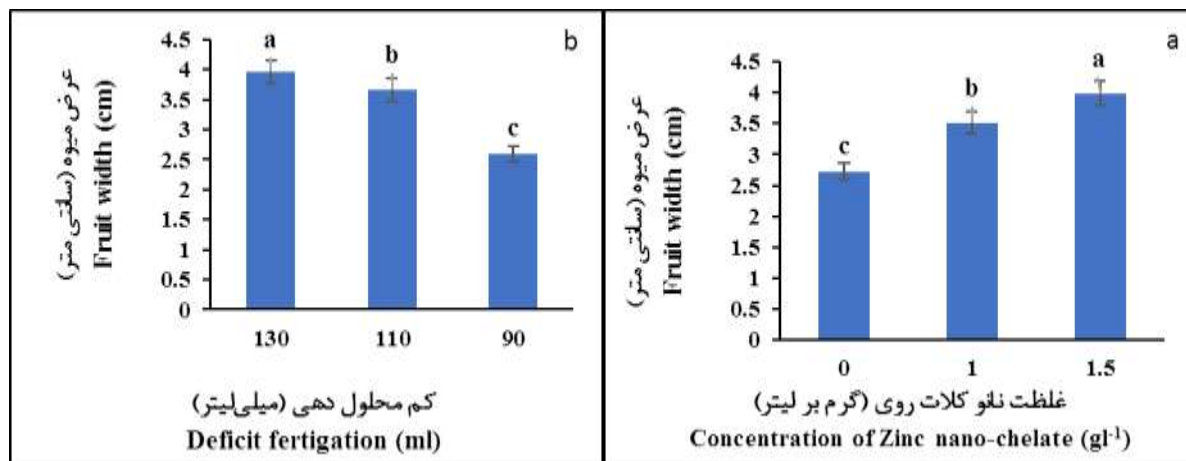 b
عرض میوه (سانتی متر)
Fruit width (cm)
4.5
4
3.5
3
2.5
2
1.5
1
0.5
0
a
b
c
130 110 90
کم محلول دهی (میلی‌لیتر)
Deficit fertigation (ml)
a
عرض میوه (سانتی متر)
Fruit width (cm)
4.5
4
3.5
3
2.5
2
1.5
1
0.5
0
c
b
a
0 1 1.5
غلظت نانو کلات روی (گرم بر لیتر)
Concentration of Zinc nano-chelate (gl⁻¹)